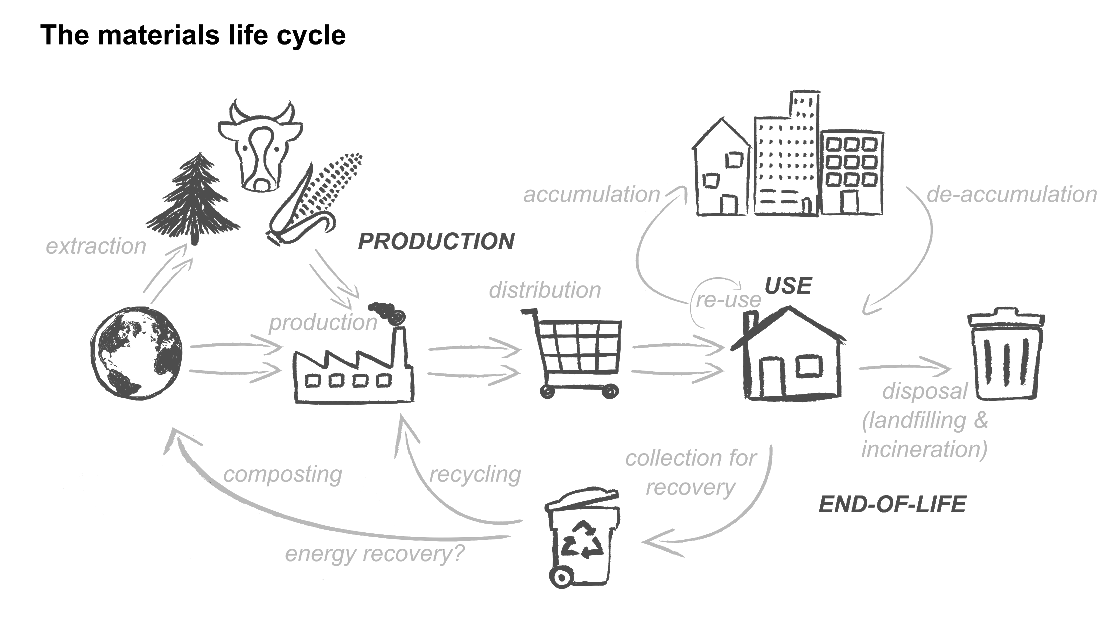 The materials life cycle
accumulation
de-accumulation
extraction
PRODUCTION
distribution
USE
re-use
production
disposal
(landfilling &
incineration)
composting
recycling
collection for
recovery
END-OF-LIFE
energy recovery?